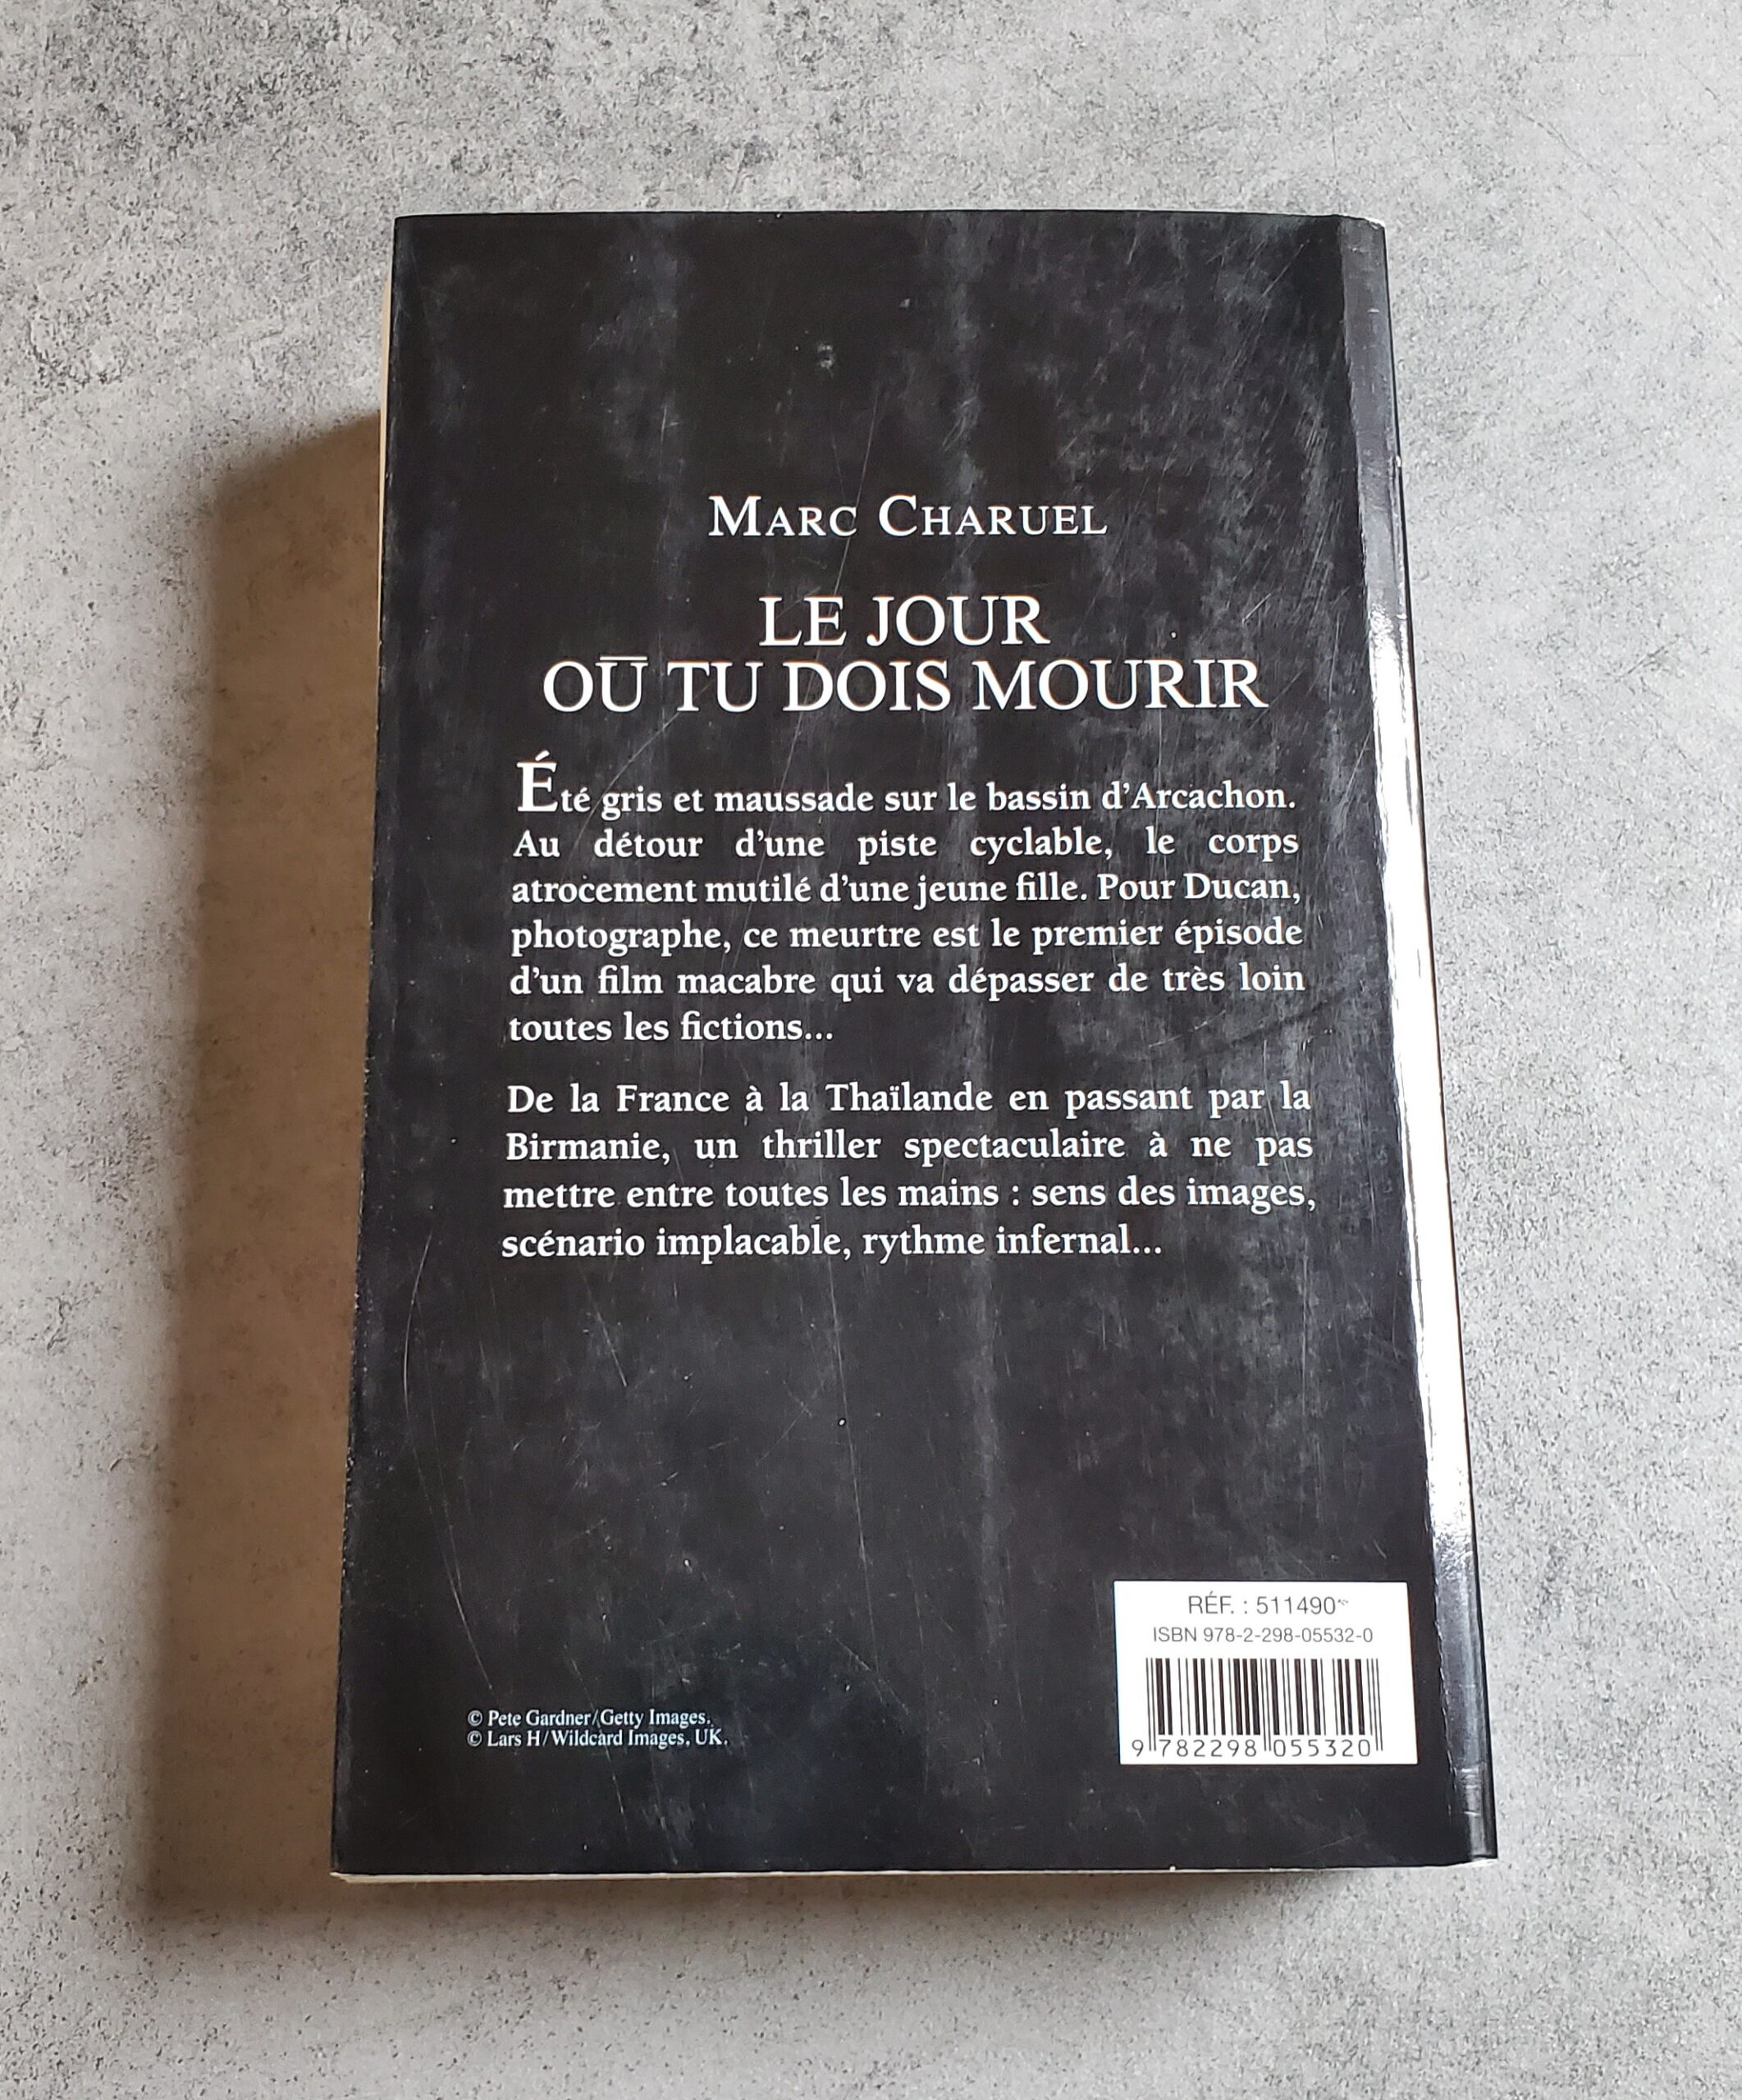 MARC CHARUEL
LE JOUR
OŪ TU DOIS MOURIR
Été gris et maussade sur le bassin d'Arcachon.
Au détour d'une piste cyclable, le corps
atrocement mutilé d'une jeune fille. Pour Ducan,
photographe, ce meurtre est le premier épisode
d'un film macabre qui va dépasser de très loin
toutes les fictions...
De la France à la Thaïlande en passant par la
Birmanie, un thriller spectaculaire à ne pas
mettre entre toutes les mains : sens des images,
scénario implacable, rythme infernal...
© Pete Gardner/Getty Images.
© Lars H/Wildcard Images, UK.
RÉF. : 511490
ISBN 978-2-298-05532-0
9 782298 055320